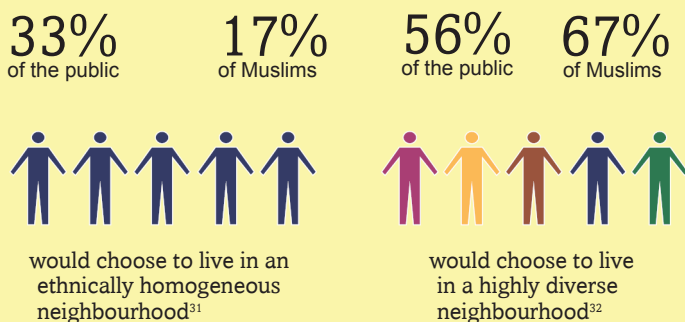 33%
of the public
17%
of Muslims
would choose to live in an
ethnically homogeneous
neighbourhood31
56%
of the public
67%
of Muslims
would choose to live
in a highly diverse
neighbourhood32